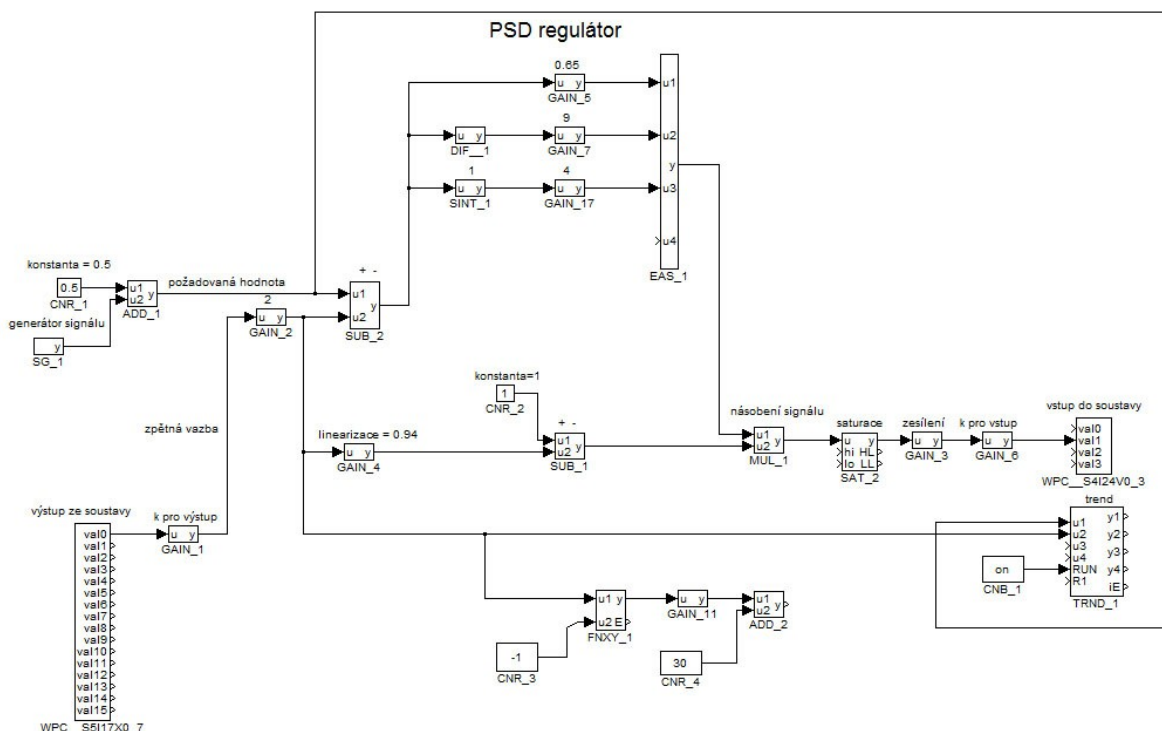 PSD regulátor
0.65
u y
GAIN_5
u1
9
u y
DIF__1
u y
GAIN_7
u2
y
1
u y
SINT_1
4
u y
GAIN_17
u3
u4
EAS_1
konstanta = 0.5
0.5
CNR_1
u1
u2
y
ADD_1
požadovaná hodnota
generátor signálu
y
SG_1
2
u y
GAIN_2
+ -
u1
u2
y
SUB_2
zpětná vazba
konstanta=1
1
CNR_2
linearizace = 0.94
u y
GAIN_4
+ -
u1
u2
y
SUB_1
násobení signálu
u1
u2
y
MUL_1
saturace
u y
hi HL
lo LL
SAT_2
zesílení
u y
GAIN_3
k pro vstup
u y
GAIN_6
vstup do soustavy
val0
val1
val2
val3
WPC__S4I24V0_3
výstup ze soustavy
val0
val1
val2
val3
val4
val5
val6
val7
val8
val9
val10
val11
val12
val13
val14
val15
WPC__S5I17X0_7
k pro výstup
u y
GAIN_1
trend
u1
u2
u3
u4
RUN
R1
y1
y2
y3
y4
iE
TRND_1
on
CNB_1
u1 y
u2 E
FNXY_1
-1
CNR_3
u y
GAIN_11
u1
u2
y
ADD_2
30
CNR_4